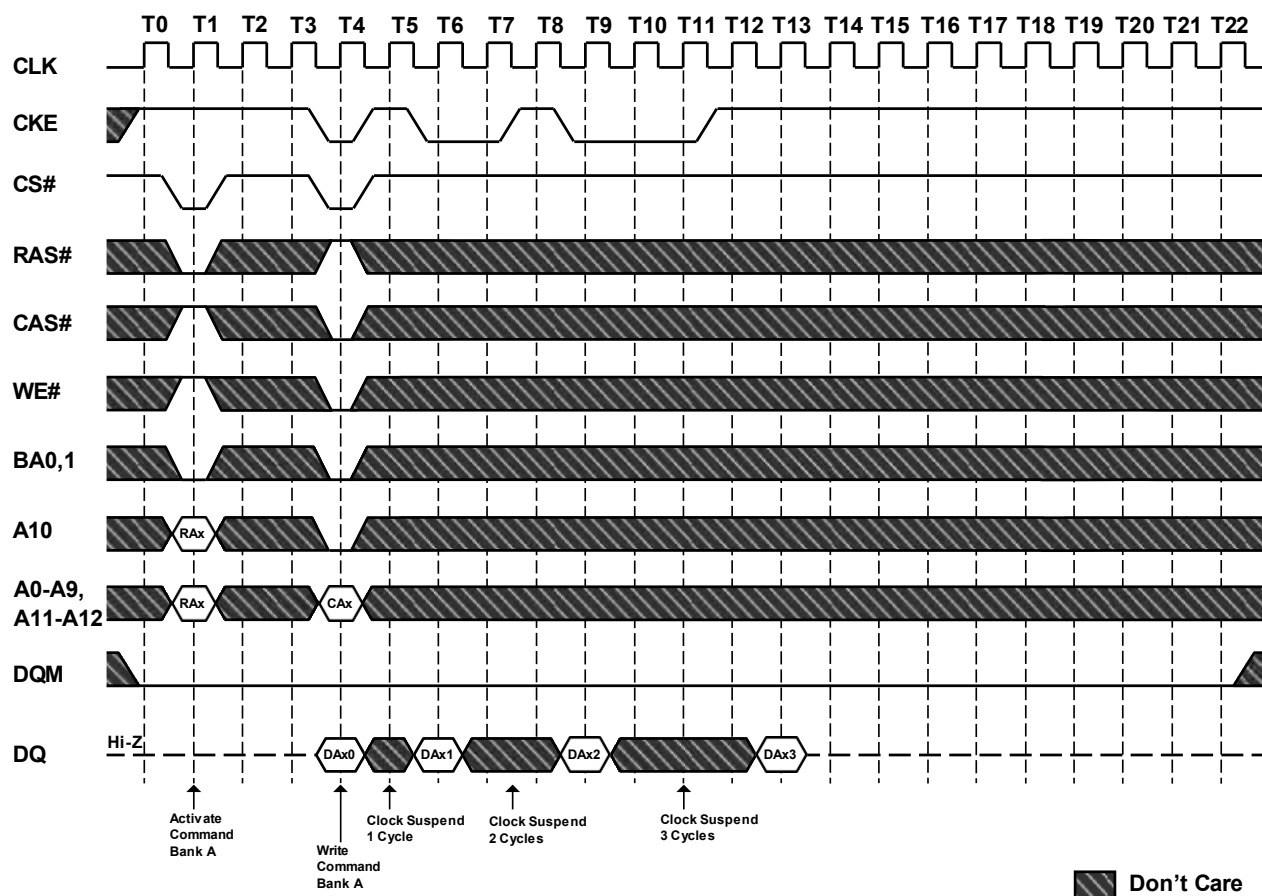 T0 T1 T2 T3 T4 T5 T6 T7 T8 T9 T10 T11 T12 T13 T14 T15 T16 T17 T18 T19 T20 T21 T22
CLK
CKE
CS#
RAS#
CAS#
WE#
BA0,1
A10
RAx
A0-A9,
A11-A12
RAx CAx
DQM
DQ
Hi-Z
DAx0 DAx1 DAx2 DAx3
Activate
Command
Bank A
Write
Command
Bank A
Clock Suspend
1 Cycle
Clock Suspend
2 Cycles
Clock Suspend
3 Cycles
Don't Care